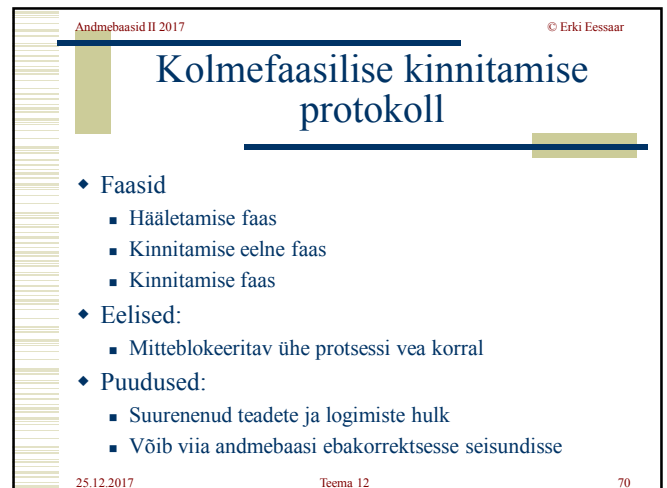 Andmebaasid II 2017 © Erki Eessaar
Kolmefaasilise kinnitamise
protokoll
Faasid
Hääletamise faas
Kinnitamise eelne faas
Kinnitamise faas
Eelised:
Mitteblokeeritav ühe protsessi vea korral
Puudused:
Suurenenud teadete ja logimiste hulk
Võib viia andmebaasi ebakorrektsesse seisundisse
25.12.2017 Teema 12 70